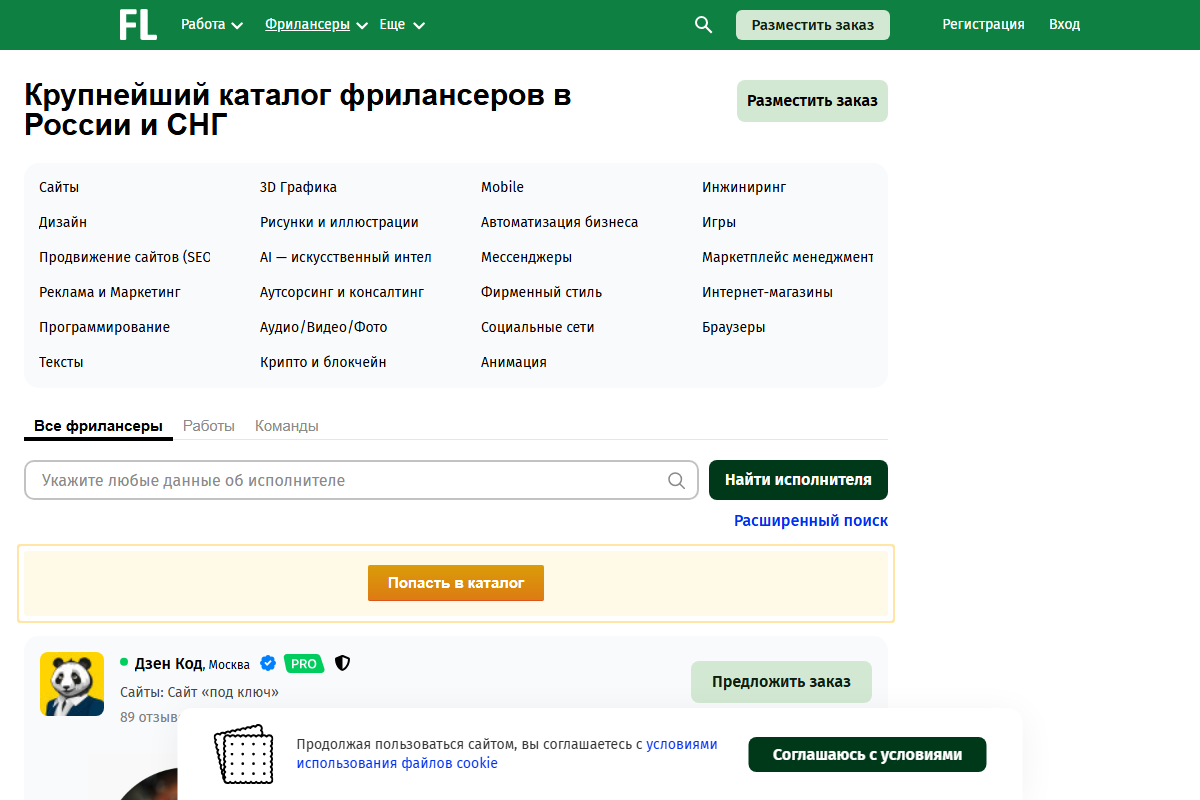 FL Работа Фрилансеры Еще Разместить заказ Регистрация Вход
Крупнейший каталог фрилансеров в
России и СНГ
Разместить заказ
Сайты 3D Графика Mobile Инжиниринг
Дизайн Рисунки и иллюстрации Автоматизация бизнеса Игры
Продвижение сайтов (SEO AI — искусственный интел Мессенджеры Маркетплейс менеджмент
Реклама и Маркетинг Аутсорсинг и консалтинг Фирменный стиль Интернет-магазины
Программирование Аудио/Видео/Фото Социальные сети Браузеры
Тексты Крипто и блокчейн Анимация
Все фрилансеры Работы Команды
Укажите любые данные об исполнителе Найти исполнителя
Расширенный поиск
Попасть в каталог
Дзен Код, Москва PRO
Предложить заказ
Сайты: Сайт «под ключ»
89 отзыв
Продолжая пользоваться сайтом, вы соглашаетесь с условиями
использования файлов cookie
Соглашаюсь с условиями